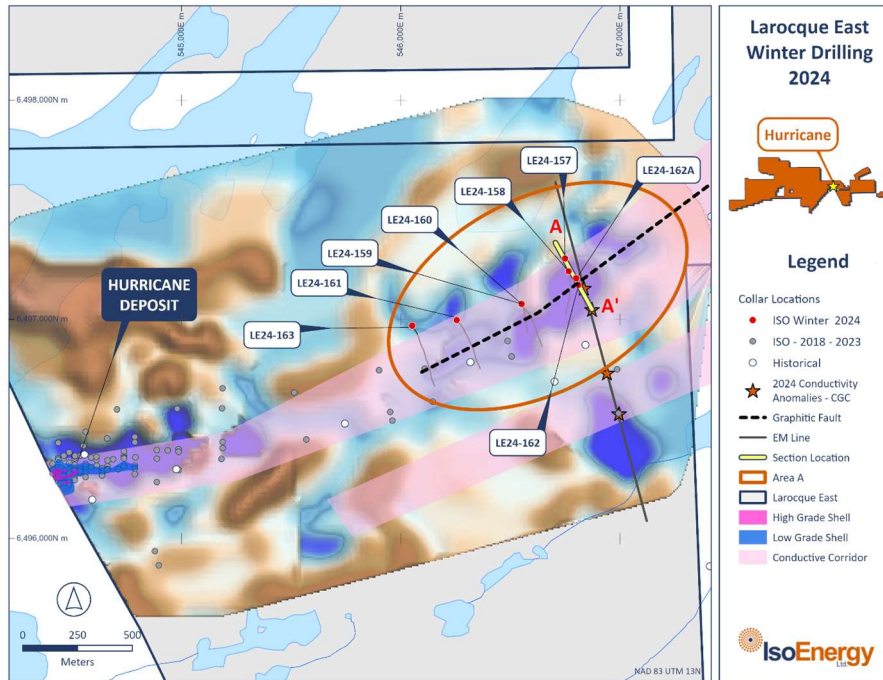 545,000E m
546,000E m
547,000E m
6,498,000N m
6,497,000N m
6,496,000N m
LE24-157
LE24-162A
LE24-158
LE24-160
LE24-159
LE24-161
LE24-163
LE24-162
A
A'
HURRICANE
DEPOSIT
0 250 500
Meters
NAD 83 UTM 13N
Larocque East
Winter Drilling
2024
Hurricane
Legend
Collar Locations
ISO Winter 2024
ISO - 2018 - 2023
Historical
2024 Conductivity
Anomalies - CGC
Graphitic Fault
EM Line
Section Location
Area A
Larocque East
High Grade Shell
Low Grade Shell
Conductive Corridor
IsoEnergy
Ltd.